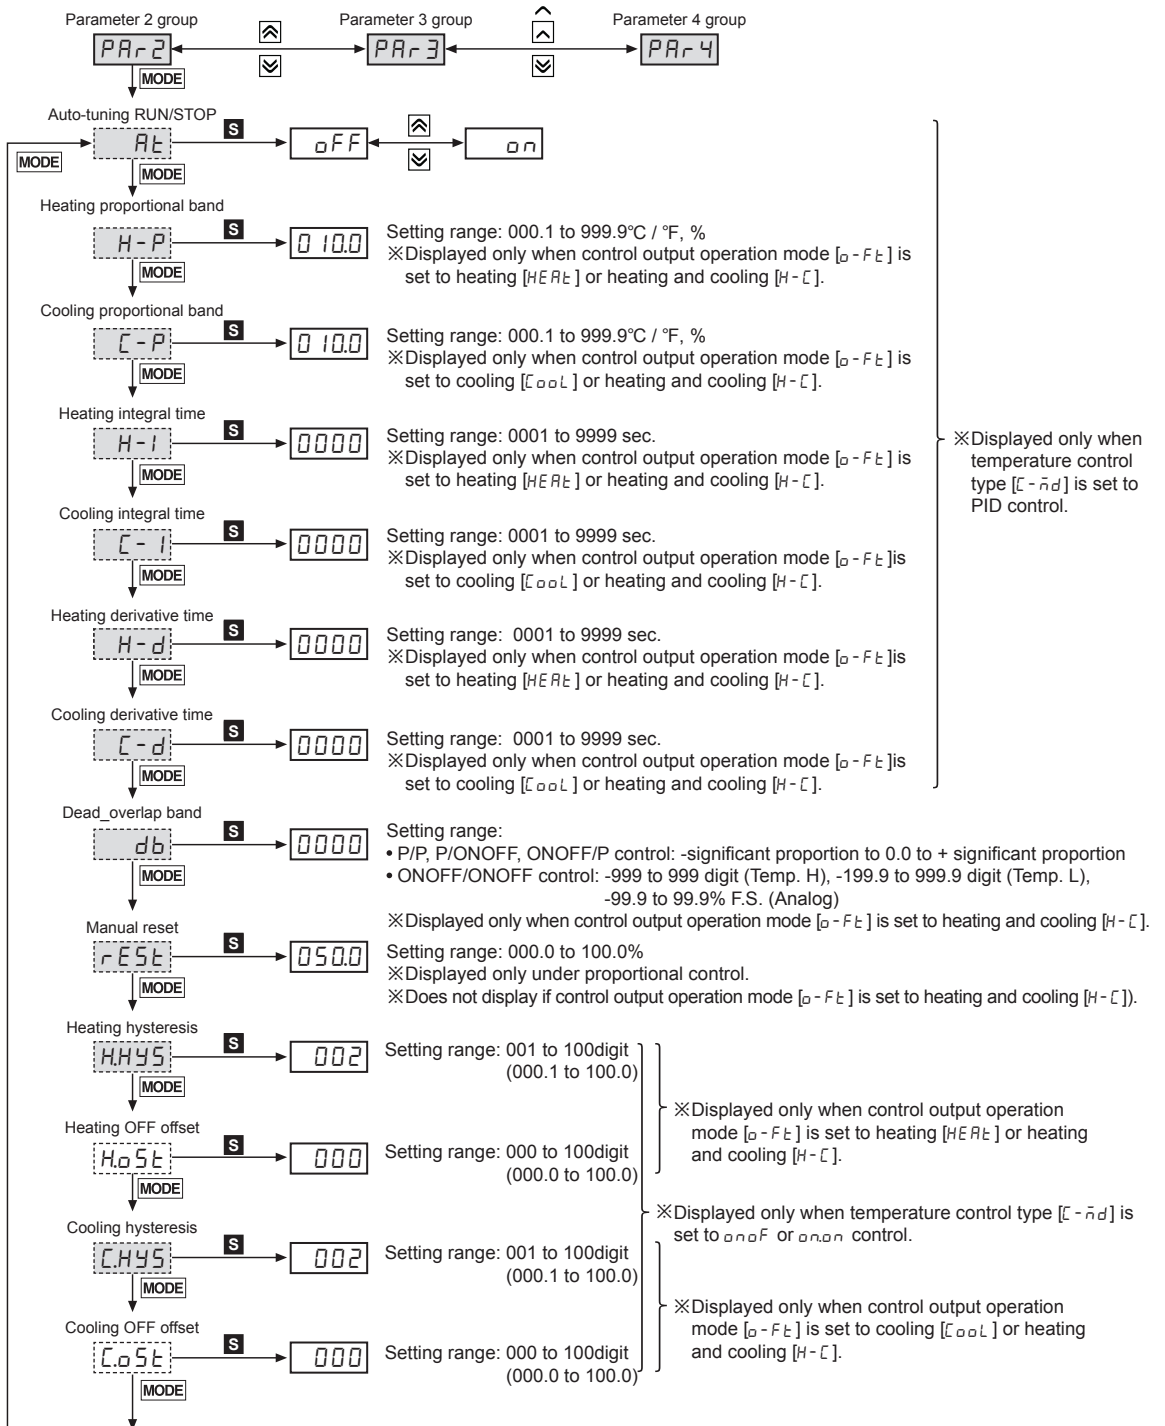 Parameter 2 group
Parameter 3 group
Parameter 4 group
PAr2
PAr3
PAr4
MODE
Auto-tuning RUN/STOP
MODE
At
S
oFF
on
MODE
Heating proportional band
H-P
S
010.0
Setting range: 000.1 to 999.9℃ / ℉, %
※Displayed only when control output operation mode [o-Ft] is
set to heating [HEAt] or heating and cooling [H-C].
MODE
Cooling proportional band
C-P
S
010.0
Setting range: 000.1 to 999.9℃ / ℉, %
※Displayed only when control output operation mode [o-Ft] is
set to cooling [CooL] or heating and cooling [H-C].
MODE
Heating integral time
H-I
S
0000
Setting range: 0001 to 9999 sec.
※Displayed only when control output operation mode [o-Ft] is
set to heating [HEAt] or heating and cooling [H-C].
MODE
Cooling integral time
C-I
S
0000
Setting range: 0001 to 9999 sec.
※Displayed only when control output operation mode [o-Ft]is
set to cooling [CooL] or heating and cooling [H-C].
MODE
Heating derivative time
H-d
S
0000
Setting range: 0001 to 9999 sec.
※Displayed only when control output operation mode [o-Ft]is
set to heating [HEAt] or heating and cooling [H-C].
MODE
Cooling derivative time
C-d
S
0000
Setting range: 0001 to 9999 sec.
※Displayed only when control output operation mode [o-Ft]is
set to cooling [CooL] or heating and cooling [H-C].
MODE
※Displayed only when
temperature control
type [C-md] is set to
PID control.
Dead_overlap band
db
S
0000
Setting range:
• P/P, P/ONOFF, ONOFF/P control: -significant proportion to 0.0 to + significant proportion
• ONOFF/ONOFF control: -999 to 999 digit (Temp. H), -199.9 to 999.9 digit (Temp. L),
-99.9 to 99.9% F.S. (Analog)
※Displayed only when control output operation mode [o-Ft] is set to heating and cooling [H-C].
MODE
Manual reset
rESt
S
050.0
Setting range: 000.0 to 100.0%
※Displayed only under proportional control.
※Does not display if control output operation mode [o-Ft] is set to heating and cooling [H-C]).
MODE
Heating hysteresis
H.HYS
S
002
Setting range: 001 to 100digit
(000.1 to 100.0)
MODE
Heating OFF offset
H.oSt
S
000
Setting range: 000 to 100digit
(000.0 to 100.0)
MODE
※Displayed only when control output operation
mode [o-Ft] is set to heating [HEAt] or heating
and cooling [H-C].
※Displayed only when temperature control type [C-md] is
set to onoF or on.on control.
Cooling hysteresis
C.HYS
S
002
Setting range: 001 to 100digit
(000.1 to 100.0)
MODE
Cooling OFF offset
C.oSt
S
000
Setting range: 000 to 100digit
(000.0 to 100.0)
MODE
※Displayed only when control output operation
mode [o-Ft] is set to cooling [CooL] or heating
and cooling [H-C].